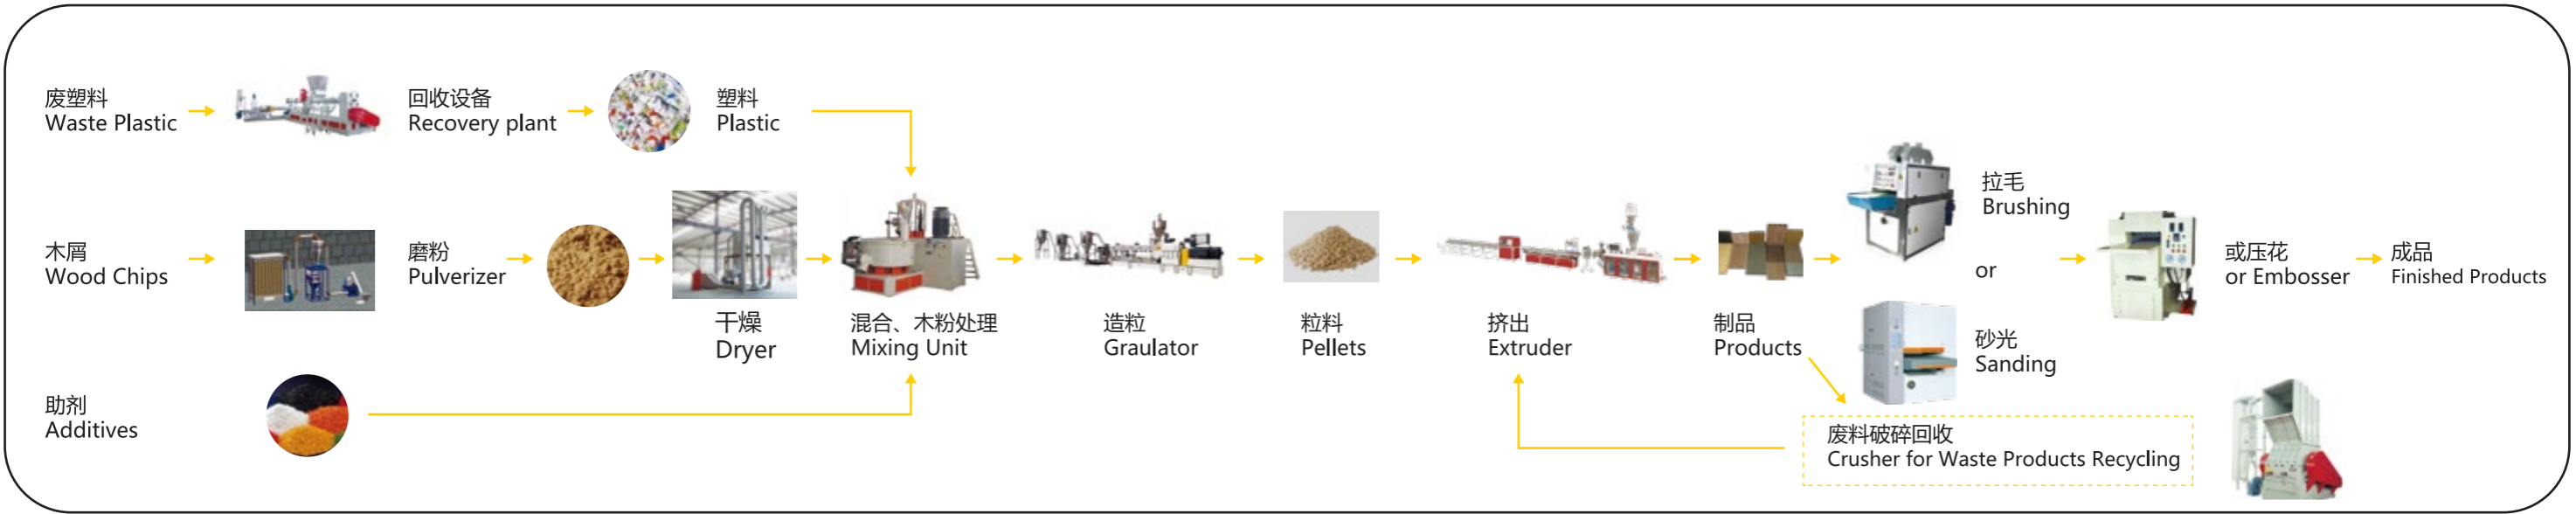 废塑料
Waste Plastic
回收设备
Recovery plant
塑料
Plastic
木屑
Wood Chips
磨粉
Pulverizer
干燥
Dryer
混合、木粉处理
Mixing Unit
造粒
Graulator
粒料
Pellets
挤出
Extruder
制品
Products
拉毛
Brushing
or
砂光
Sanding
或压花
or Embosser
成品
Finished Products
助剂
Additives
废料破碎回收
Crusher for Waste Products Recycling